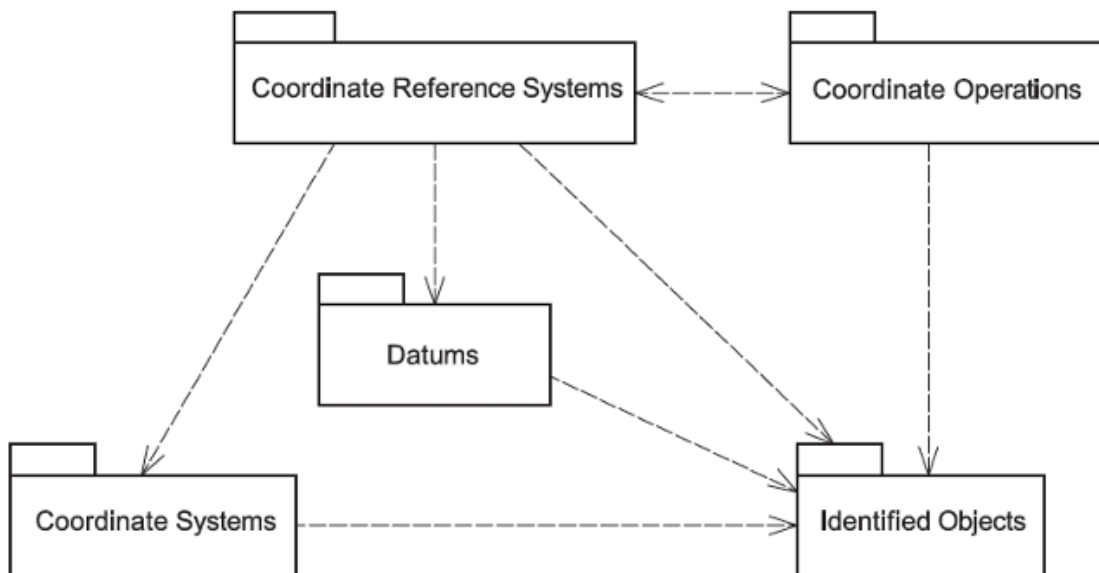 Coordinate Reference Systems
Coordinate Operations
Datums
Coordinate Systems
Identified Objects